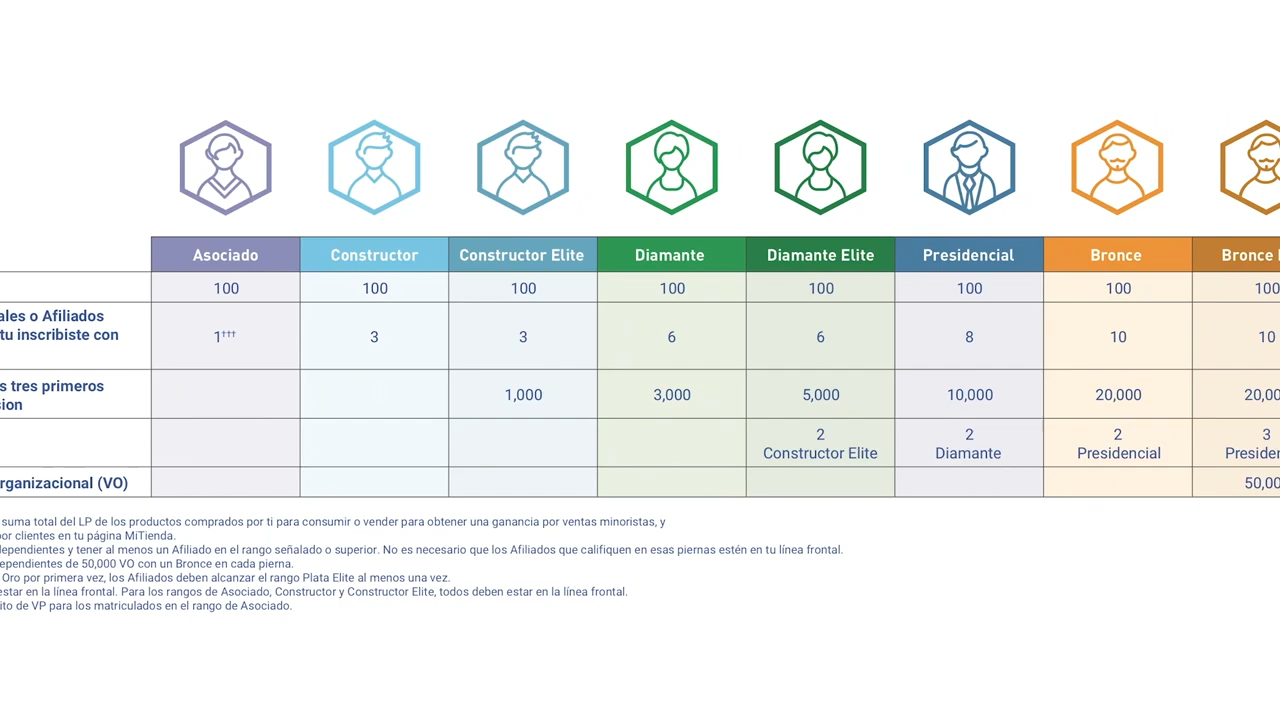 Asociado Constructor Constructor Elite Diamante Diamante Elite Presidencial Bronce Bronce
100 100 100 100 100 100 100 100
ales o Afiliados
tu inscribiste con
1††† 3 3 6 6 8 10 10
s tres primeros
sion
1,000 3,000 5,000 10,000 20,000 20,00
2 2 2 3
Constructor Elite Diamante Presidencial Presiden
rganizacional (VO) 50,00
suma total del LP de los productos comprados por ti para consumir o vender para obtener una ganancia por ventas minoristas, y
por clientes en tu página MiTienda.
dependientes y tener al menos un Afiliado en el rango señalado o superior. No es necesario que los Afiliados que califiquen en esas piernas estén en tu línea frontal.
ependientes de 50,000 VO con un Bronce en cada pierna.
Oro por primera vez, los Afiliados deben alcanzar el rango Plata Elite al menos una vez.
estar en la línea frontal. Para los rangos de Asociado, Constructor y Constructor Elite, todos deben estar en la línea frontal.
ito de VP para los matriculados en el rango de Asociado.